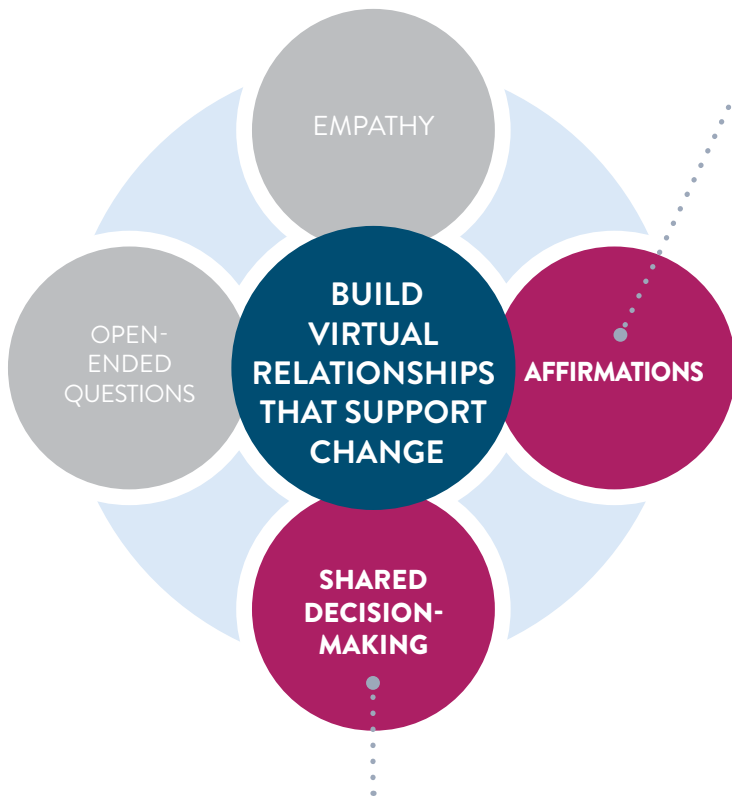 EMPATHY
OPEN-
ENDED
QUESTIONS
BUILD
VIRTUAL
RELATIONSHIPS
THAT SUPPORT
CHANGE
AFFIRMATIONS
SHARED
DECISION-
MAKING